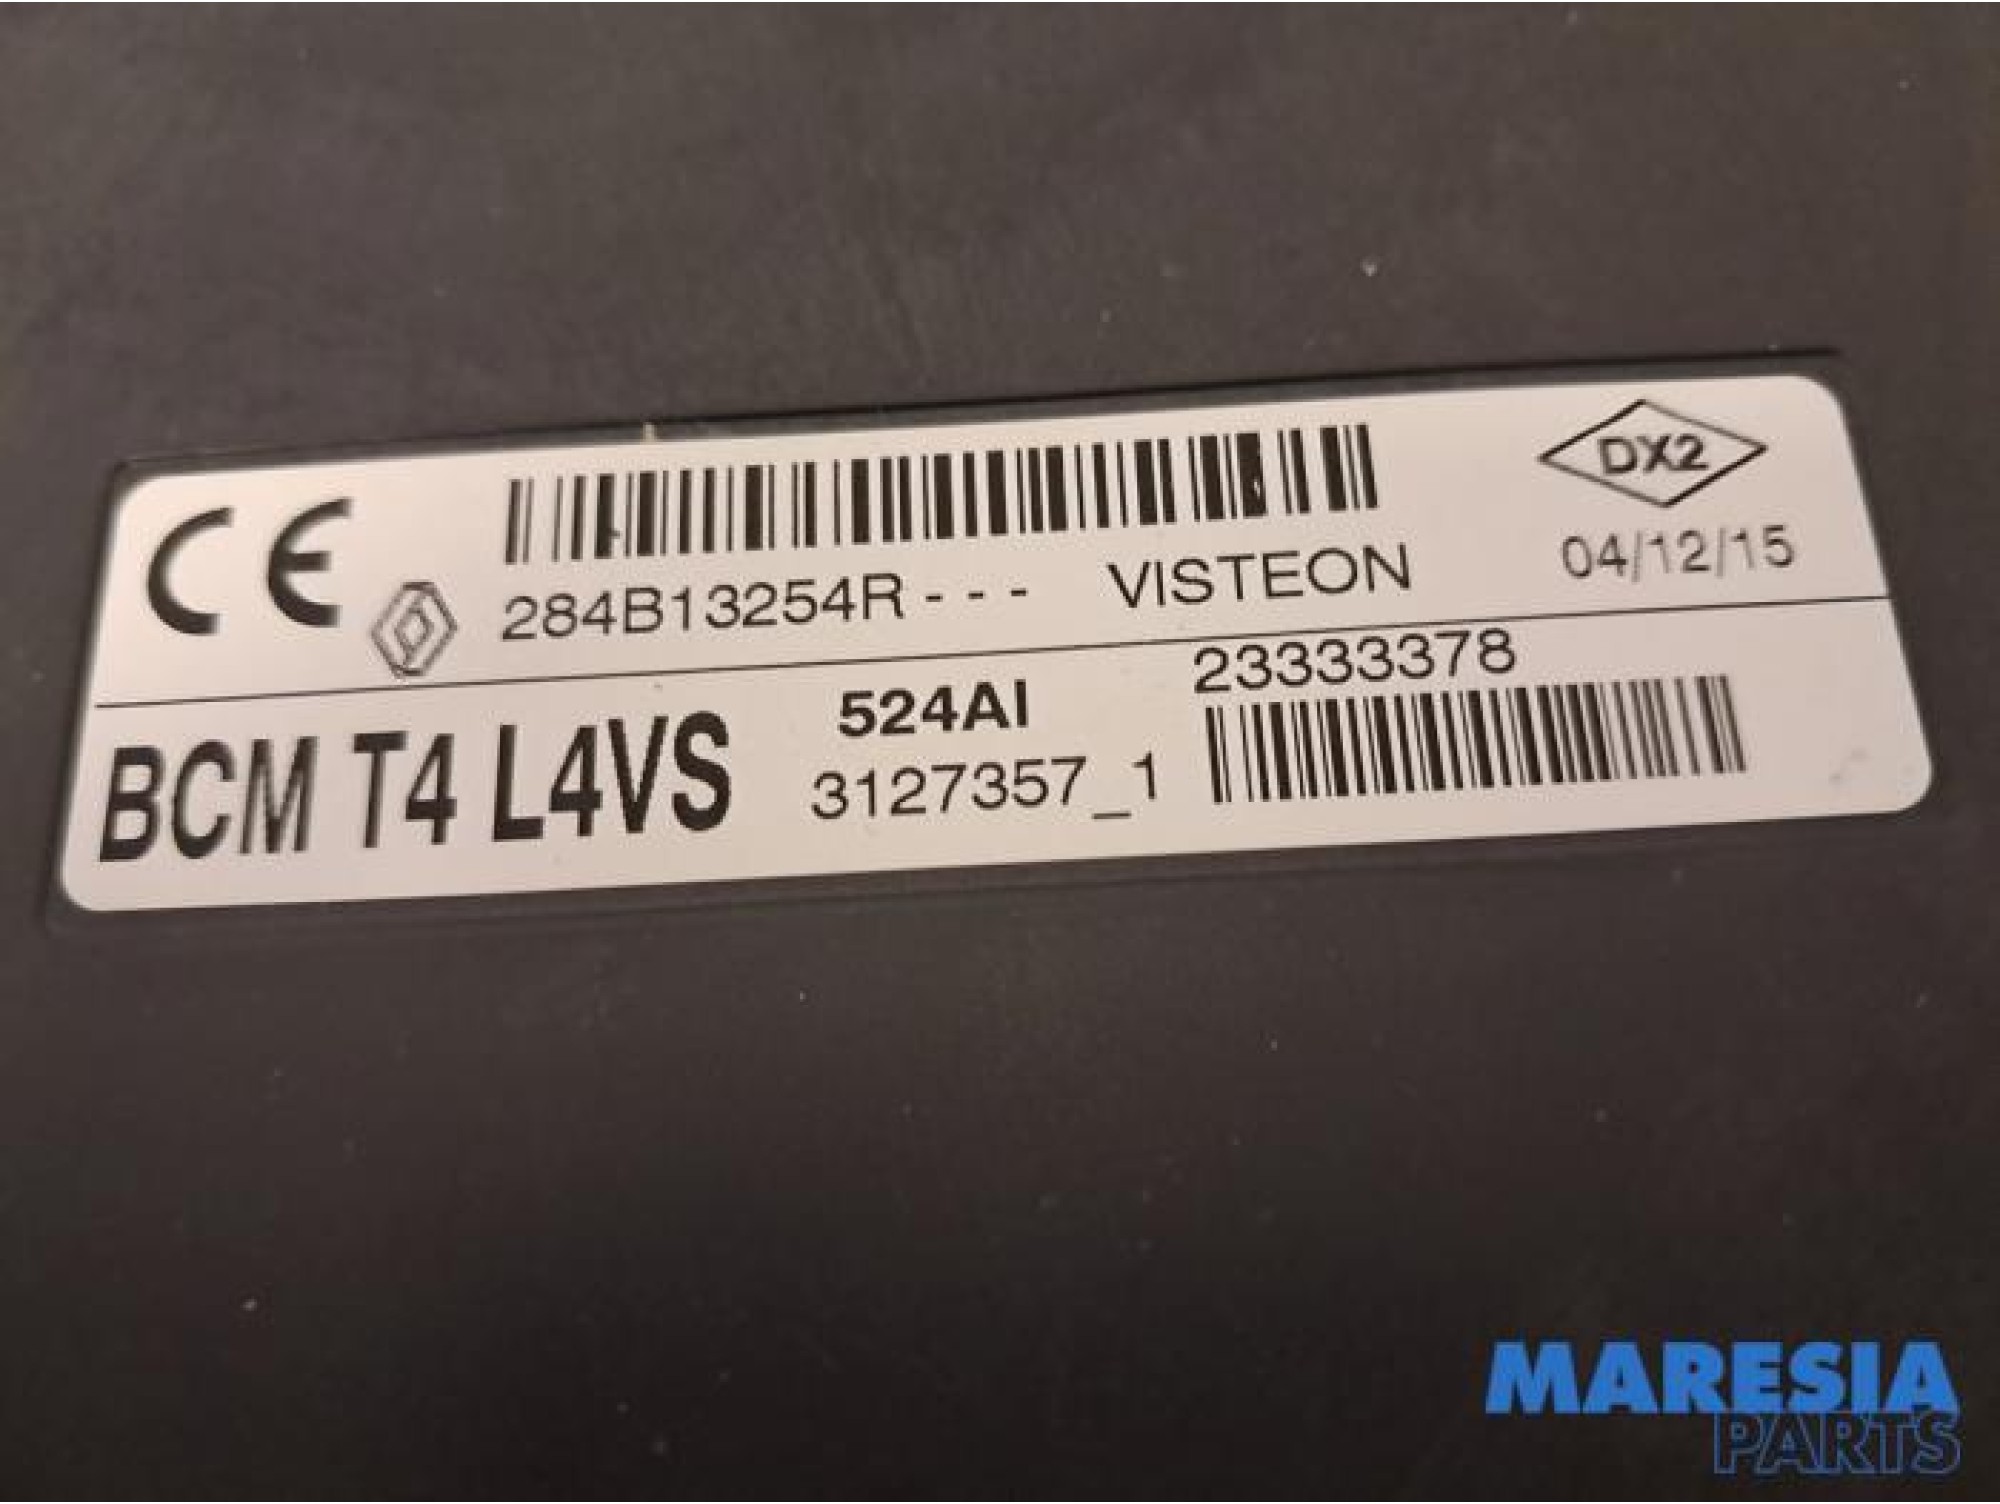 CE
284B13254R - - - VISTEON
DX2
04/12/15
BCM T4 L4VS
524AI
3127357_1
23333378
MARESIA
PARTS